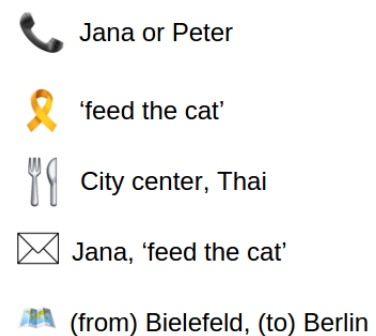 Jana or Peter
‘feed the cat’
City center, Thai
Jana, ‘feed the cat’
(from) Bielefeld, (to) Berlin